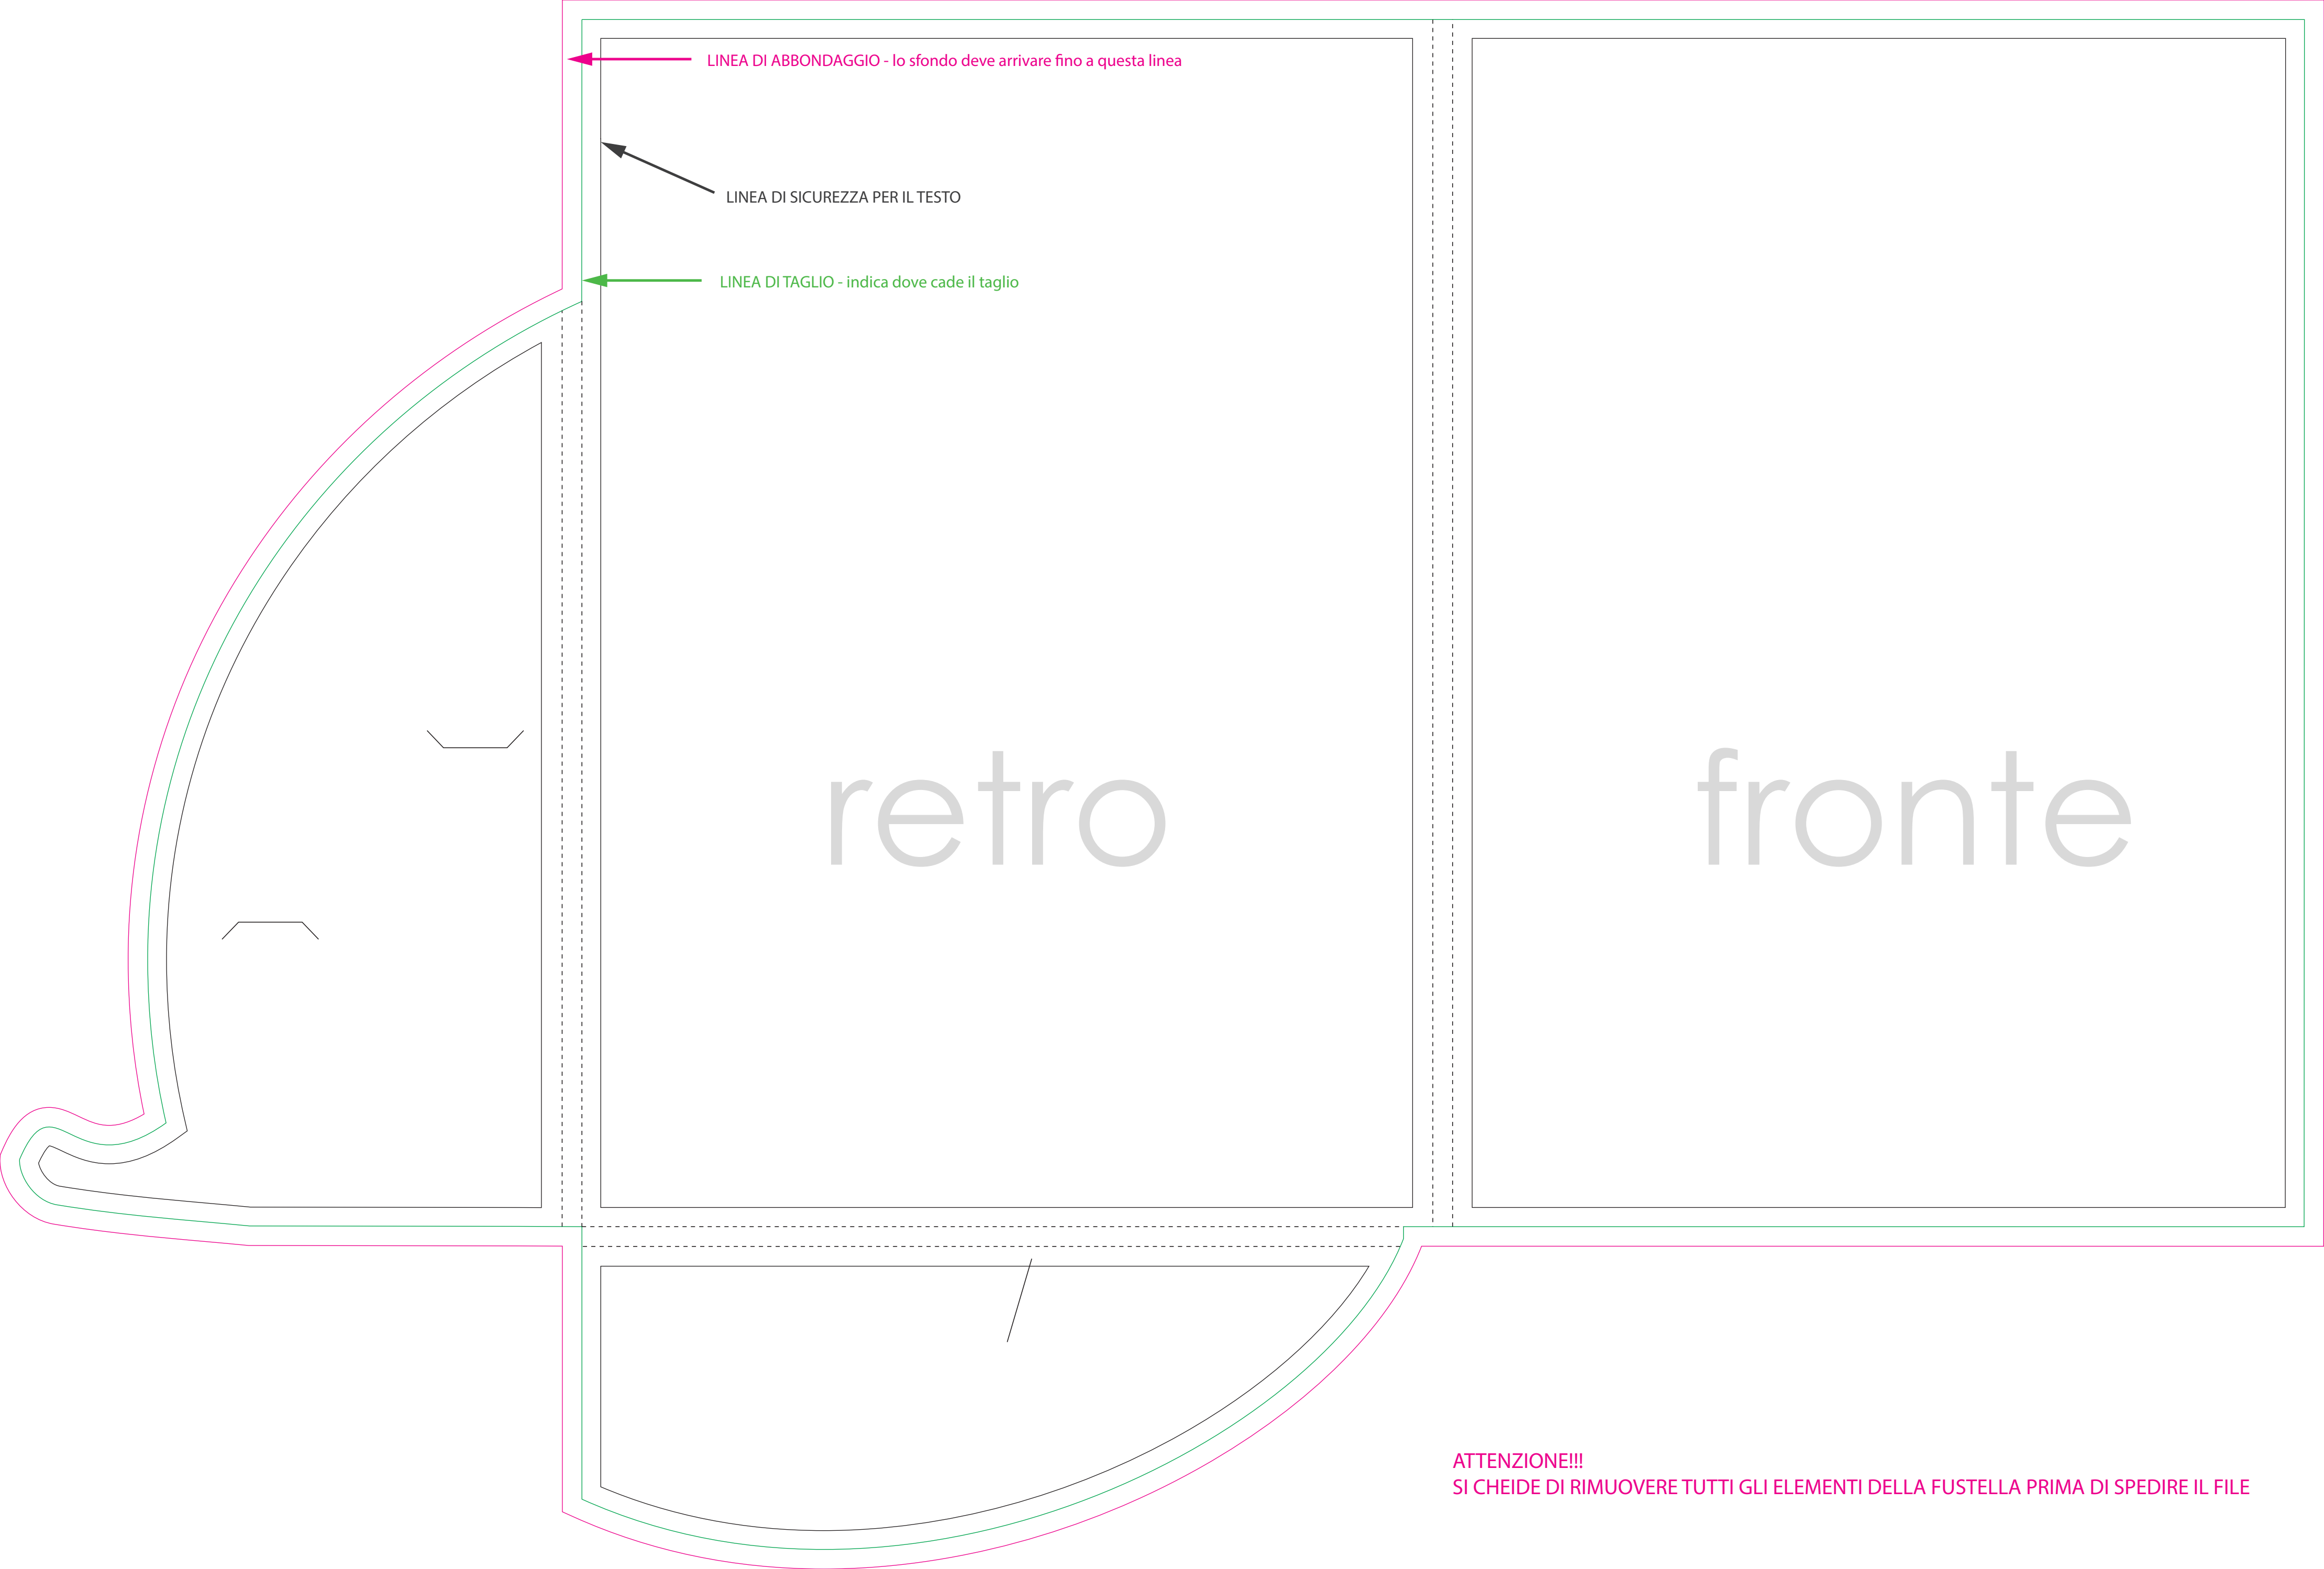 LINEA DI ABBONDAGGIO - lo sfondo deve arrivare fino a questa linea
LINEA DI SICUREZZA PER IL TESTO
LINEA DI TAGLIO - indica dove cade il taglio
retro
fronte
ATTENZIONE!!!
SI CHEIDE DI RIMUOVERE TUTTI GLI ELEMENTI DELLA FUSTELLA PRIMA DI SPEDIRE IL FILE